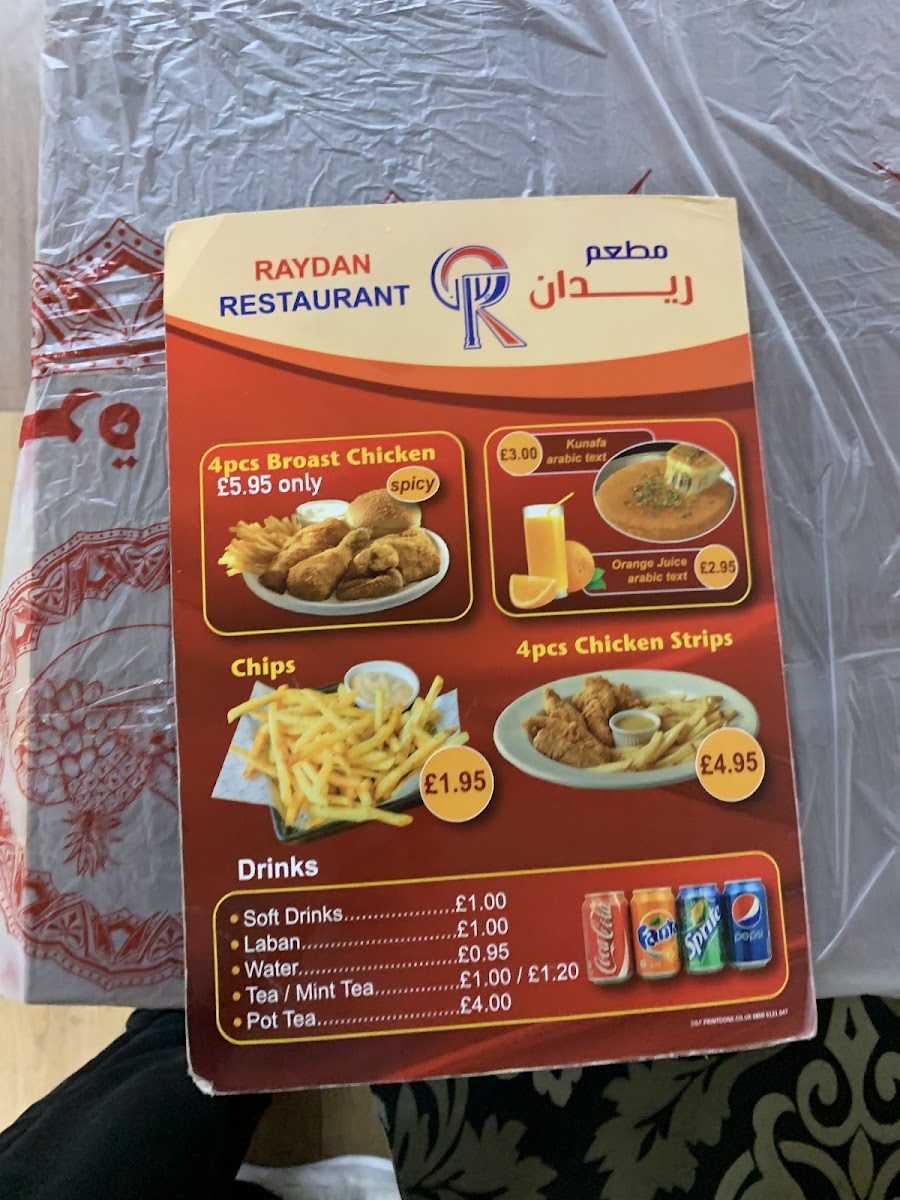 RAYDAN
RESTAURANT
مطعم
ريدان
4pcs Broast Chicken
£5.95 only
spicy
£3.00
Kunafa
arabic text
Orange Juice
arabic text
£2.95
Chips
£1.95
4pcs Chicken Strips
£4.95
Drinks
• Soft Drinks....................£1.00
• Laban............................£1.00
• Water............................£0.95
• Tea / Mint Tea...............£1.00 / £1.20
• Pot Tea.........................£4.00
Coca-Cola
Fanta
Sprite
pepsi